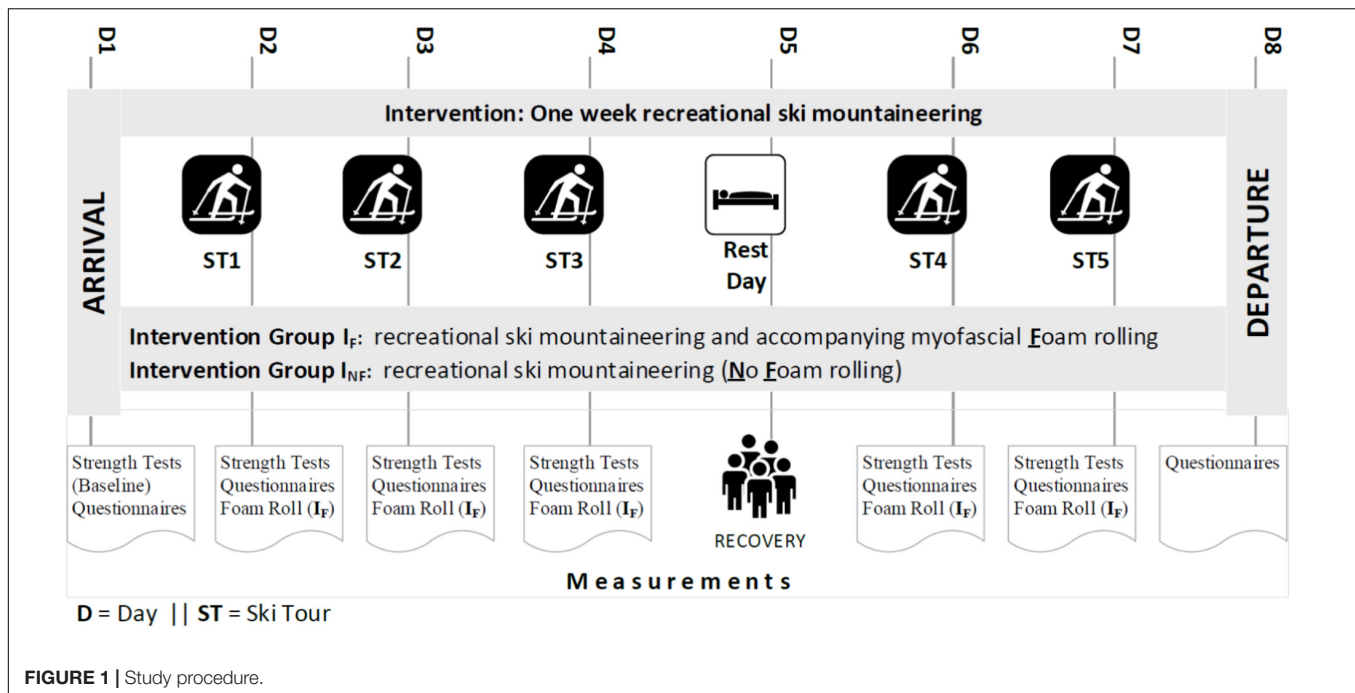 D1
D2
D3
D4
D5
D6
D7
D8
Intervention: One week recreational ski mountaineering
ARRIVAL
ST1
ST2
ST3
Rest
Day
ST4
ST5
DEPARTURE
Intervention Group IF: recreational ski mountaineering and accompanying myofascial Foam rolling
Intervention Group INF: recreational ski mountaineering (No Foam rolling)
Strength Tests
(Baseline)
Questionnaires
Strength Tests
Questionnaires
Foam Roll (IF)
Strength Tests
Questionnaires
Foam Roll (IF)
Strength Tests
Questionnaires
Foam Roll (IF)
RECOVERY
Strength Tests
Questionnaires
Foam Roll (IF)
Strength Tests
Questionnaires
Foam Roll (IF)
Questionnaires
Measurements
D = Day || ST = Ski Tour
FIGURE 1 | Study procedure.